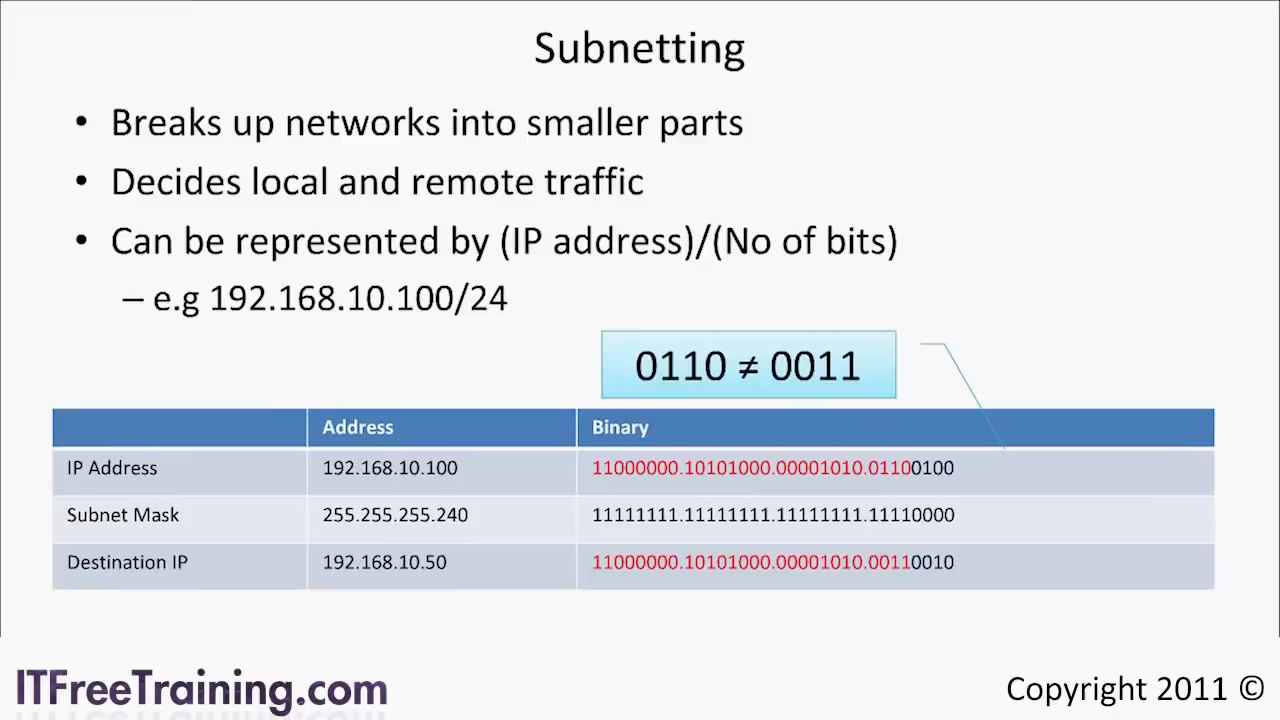 Subnetting
• Breaks up networks into smaller parts
• Decides local and remote traffic
• Can be represented by (IP address)/(No of bits)
– e.g 192.168.10.100/24
0110 ≠ 0011
Address Binary
IP Address 192.168.10.100 11000000.10101000.00001010.01100100
Subnet Mask 255.255.255.240 11111111.11111111.11111111.11110000
Destination IP 192.168.10.50 11000000.10101000.00001010.00110010
ITFreeTraining.com Copyright 2011 ©